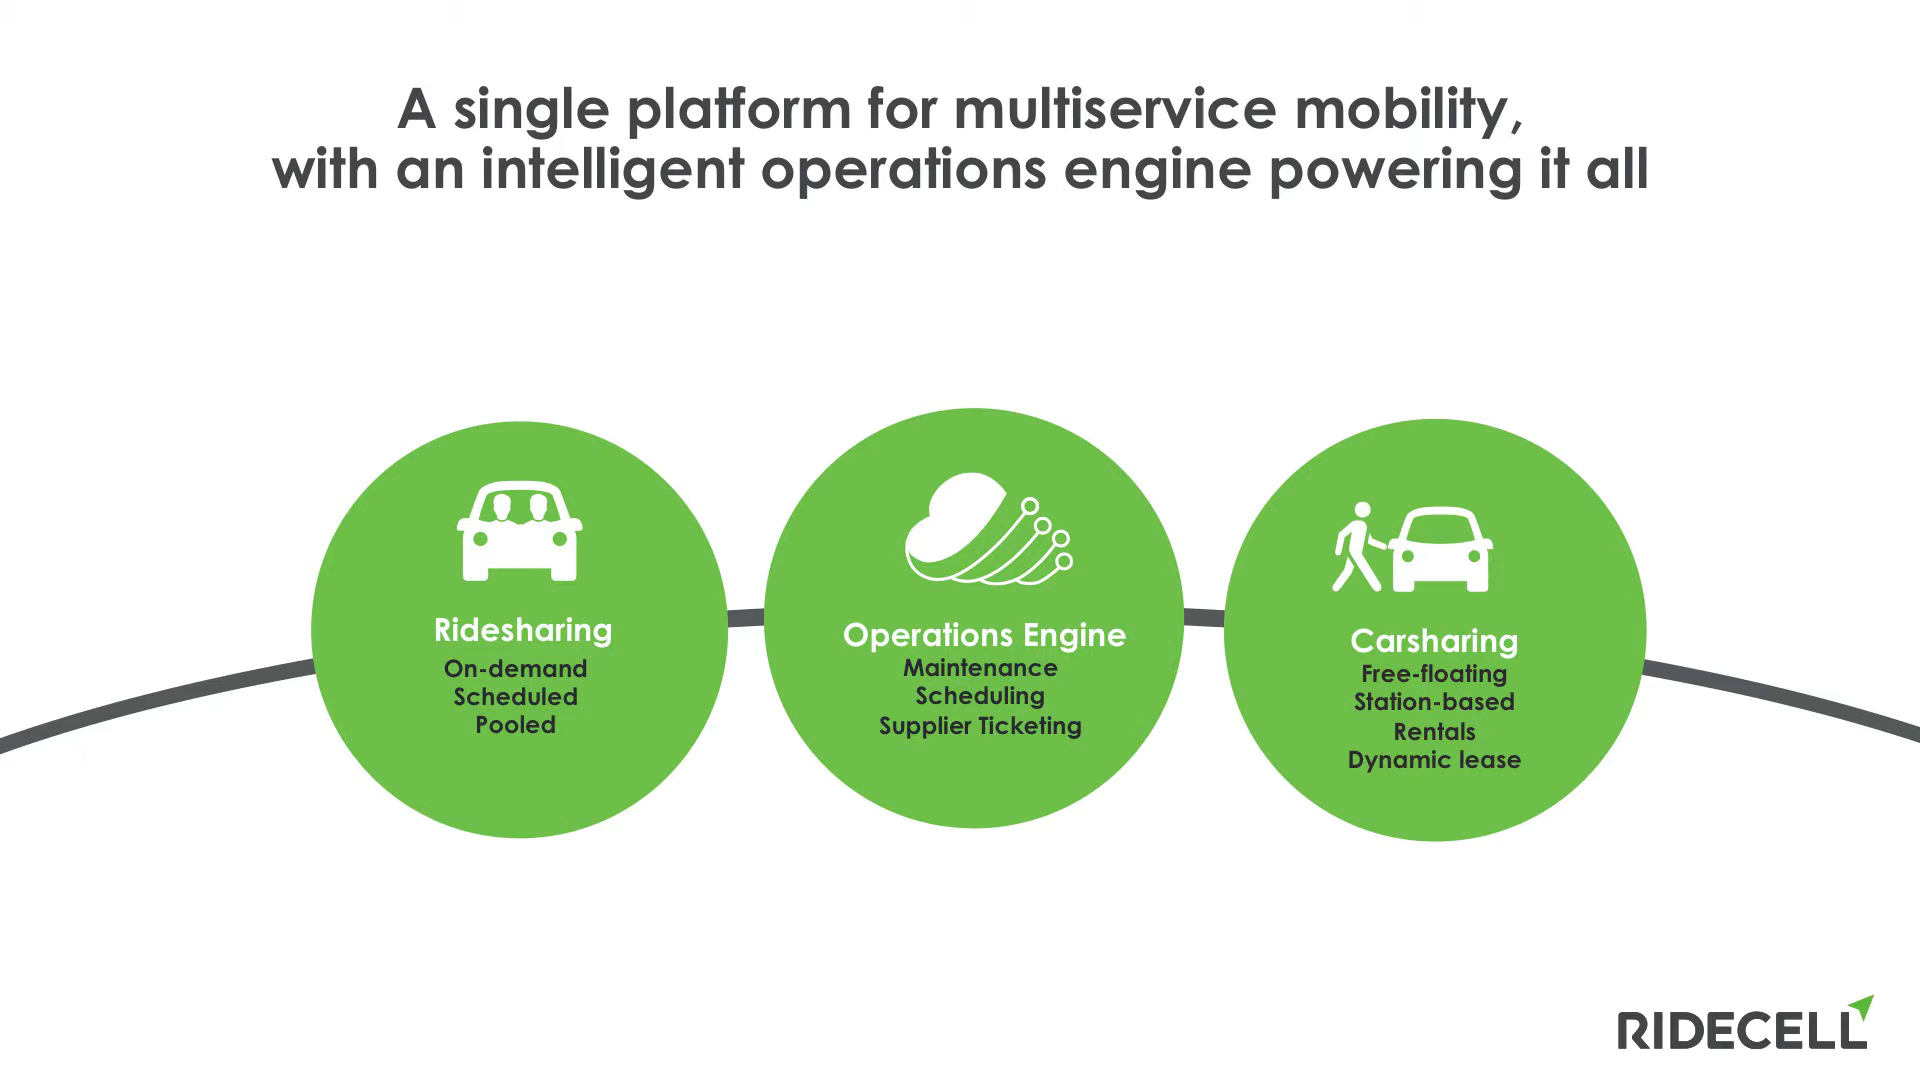 A single platform for multiservice mobility,
with an intelligent operations engine powering it all
Ridesharing
On-demand
Scheduled
Pooled
Operations Engine
Maintenance
Scheduling
Supplier Ticketing
Carsharing
Free-floating
Station-based
Rentals
Dynamic lease
RIDECELL